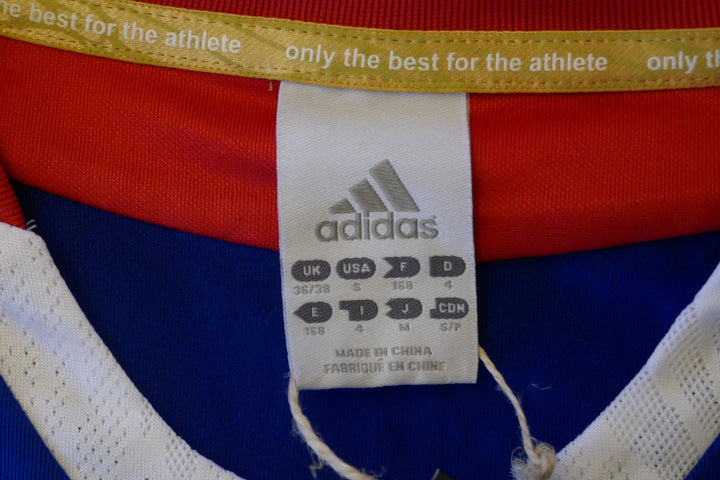 the best for the athlete only the best for the athlete only th
adidas
UK USA F D
36/38 S 168 4
E I J CDN
168 4 M S/P
MADE IN CHINA
FABRIQUÉ EN CHINE